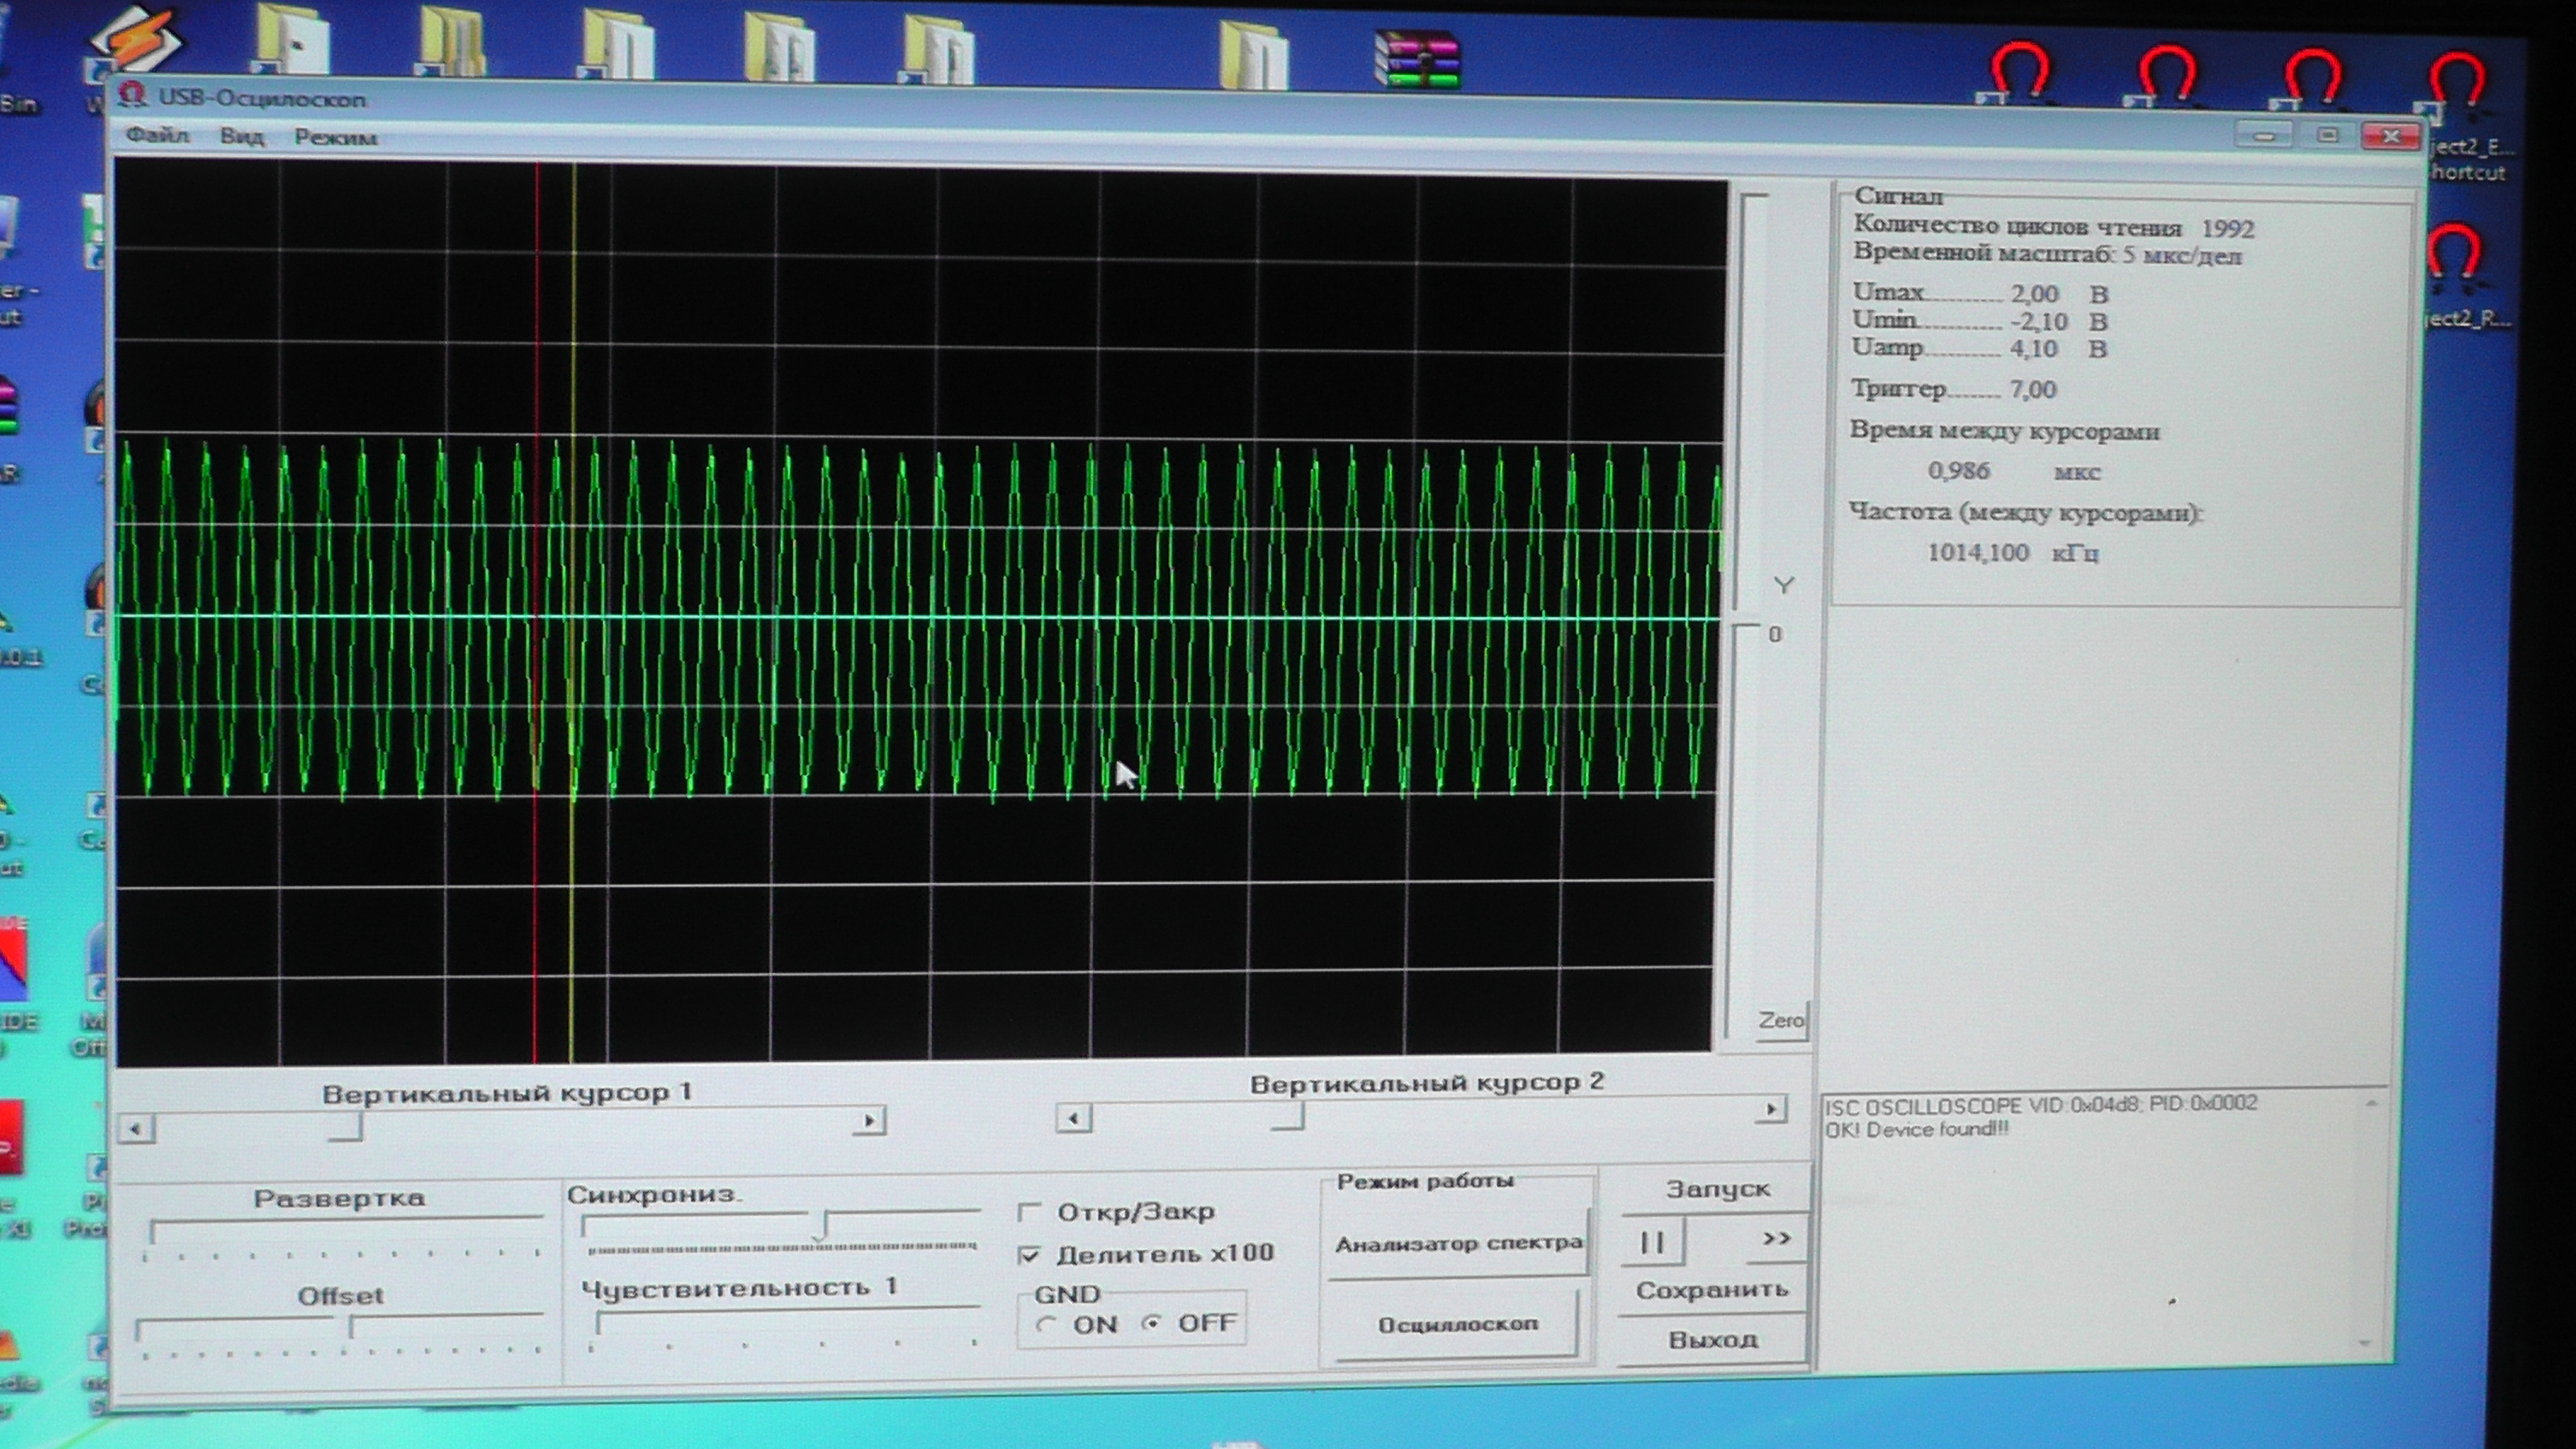 Bin
USB-Осцилоскоп
Файл Вид Режим
ject2_E...
hortcut
ject2_R...
Сигнал
Количество циклов чтения 1992
Временной масштаб: 5 мкс/дел
Umax........... 2,00 В
Umin............ -2,10 В
Uamp.......... 4,10 В
Триггер....... 7,00
Время между курсорами
0,986 мкс
Частота (между курсорами):
1014,100 кГц
Y
0
Zero
Вертикальный курсор 1
Вертикальный курсор 2
ISC OSCILLOSCOPE VID:0x04d8; PID:0x0002
OK! Device found!!!
Развертка
Синхрониз.
Откр/Закр
Делитель x100
Offset
Чувствительность 1
GND
ON OFF
Режим работы
Анализатор спектра
Осциллоскоп
Запуск
>>
Сохранить
Выход
IDE